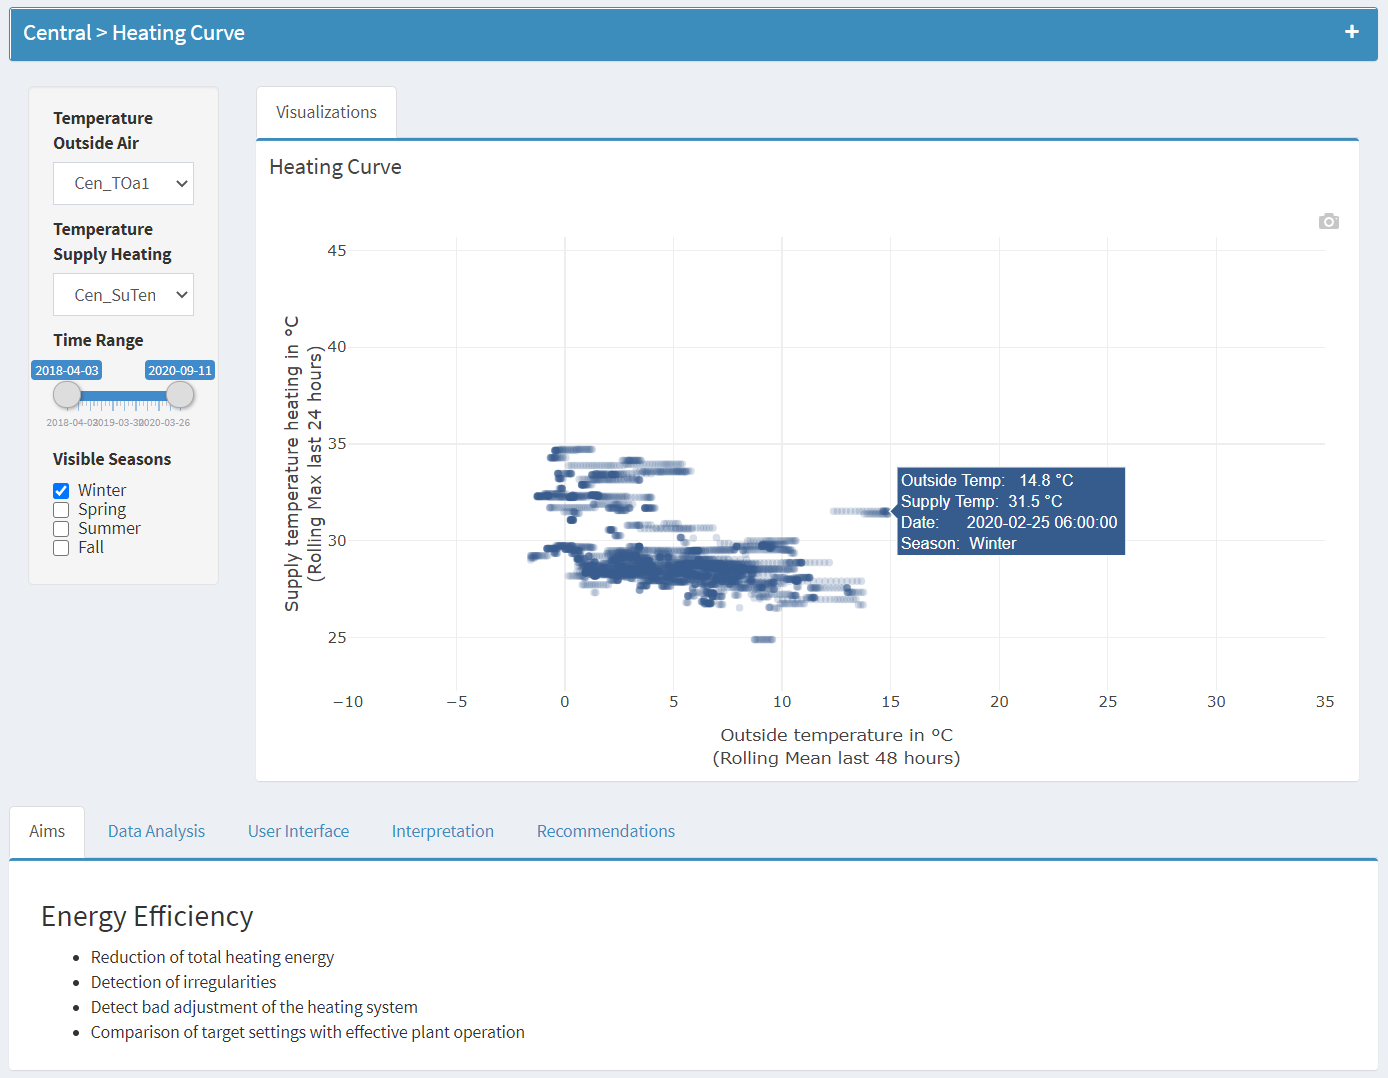 Central > Heating Curve
+
Temperature
Outside Air
Cen_TOa1
Temperature
Supply Heating
Cen_SuTen
Time Range
2018-04-03
2020-09-11
2018-04-03
2019-03-30
2020-03-26
Visible Seasons
Winter
Spring
Summer
Fall
Visualizations
Heating Curve
Supply temperature heating in °C
(Rolling Max last 24 hours)
45
40
35
30
25
−10
−5
0
5
10
15
20
25
30
35
Outside temperature in °C
(Rolling Mean last 48 hours)
Outside Temp: 14.8 °C
Supply Temp: 31.5 °C
Date: 2020-02-25 06:00:00
Season: Winter
Aims
Data Analysis
User Interface
Interpretation
Recommendations
Energy Efficiency
Reduction of total heating energy
Detection of irregularities
Detect bad adjustment of the heating system
Comparison of target settings with effective plant operation